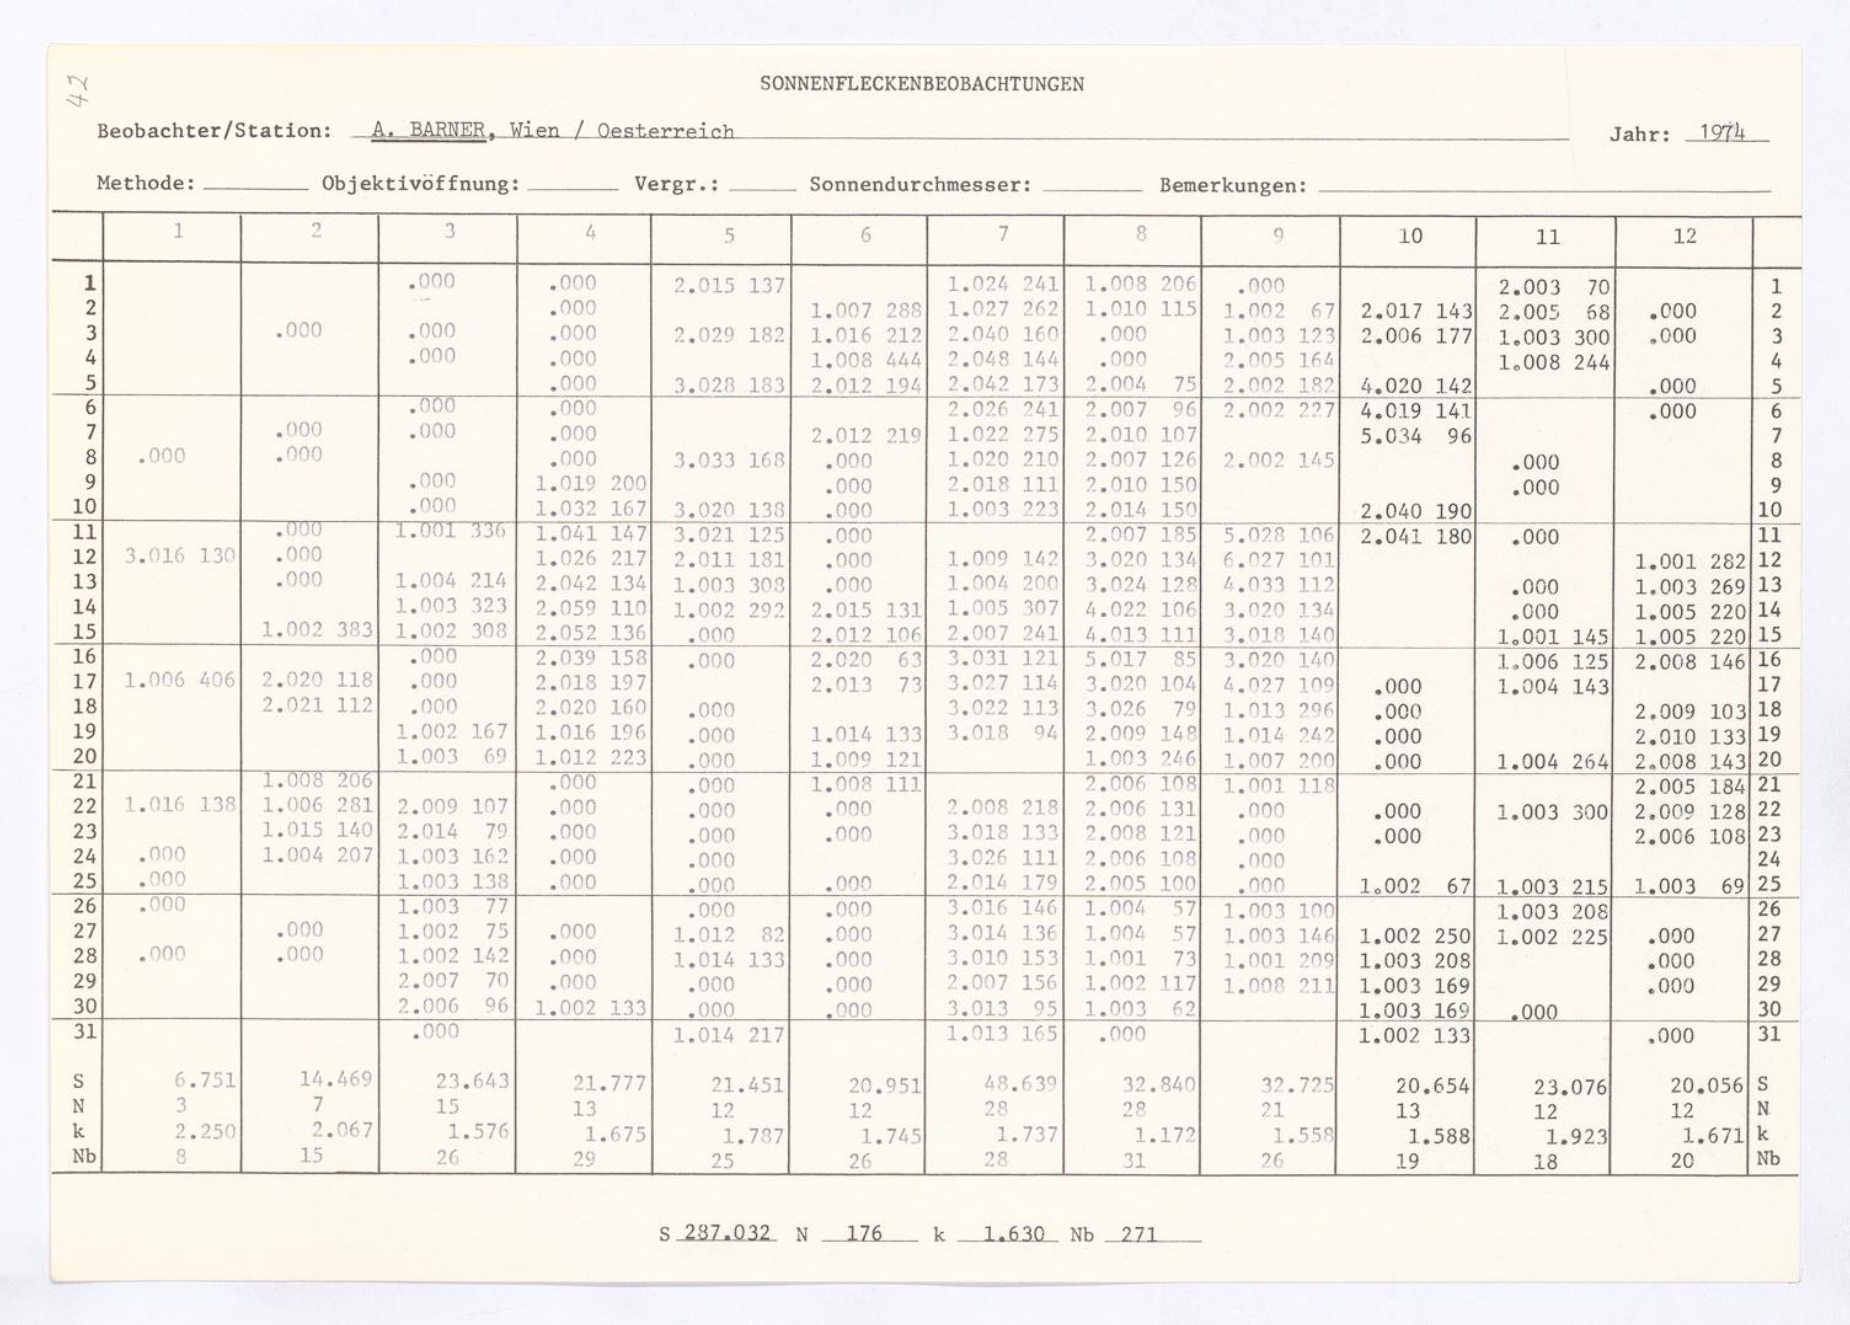 42
SONNENFLECKENBEOBACHTUNGEN
Beobachter/Station: A. BARNER, Wien / Oesterreich Jahr: 1974
Methode: Objektivöffnung: Vergr.: Sonnendurchmesser: Bemerkungen:
1 2 3 4 5 6 7 8 9 10 11 12
1 .000 .000 2.015 137 1.024 241 1.008 206 .000 2.003 70 1
2 .000 1.007 288 1.027 262 1.010 115 1.002 67 2.017 143 2.005 68 .000 2
3 .000 .000 .000 2.029 182 1.016 212 2.040 160 .000 1.003 123 2.006 177 1.003 300 .000 3
4 .000 .000 1.008 444 2.048 144 .000 2.005 164 1.008 244 4
5 .000 3.028 183 2.012 194 2.042 173 2.004 75 2.002 182 4.020 142 .000 5
6 .000 .000 2.026 241 2.007 96 2.002 227 4.019 141 .000 6
7 .000 .000 .000 2.012 219 1.022 275 2.010 107 5.034 96 7
8 .000 .000 .000 3.033 168 .000 1.020 210 2.007 126 2.002 145 .000 8
9 .000 1.019 200 .000 2.018 111 2.010 150 .000 9
10 .000 1.032 167 3.020 138 .000 1.003 223 2.014 150 2.040 190 10
11 .000 1.001 336 1.041 147 3.021 125 .000 2.007 185 5.028 106 2.041 180 .000 11
12 3.016 130 .000 1.026 217 2.011 181 .000 1.009 142 3.020 134 6.027 101 1.001 282 12
13 .000 1.004 214 2.042 134 1.003 308 .000 1.004 200 3.024 128 4.033 112 .000 1.003 269 13
14 1.003 323 2.059 110 1.002 292 2.015 131 1.005 307 4.022 106 3.020 134 .000 1.005 220 14
15 1.002 383 1.002 308 2.052 136 .000 2.012 106 2.007 241 4.013 111 3.018 140 1.001 145 1.005 220 15
16 .000 2.039 158 .000 2.020 63 3.031 121 5.017 85 3.020 140 1.006 125 2.008 146 16
17 1.006 406 2.020 118 .000 2.018 197 2.013 73 3.027 114 3.020 104 4.027 109 .000 1.004 143 17
18 2.021 112 .000 2.020 160 .000 3.022 113 3.026 79 1.013 296 .000 2.009 103 18
19 1.002 167 1.016 196 .000 1.014 133 3.018 94 2.009 148 1.014 242 .000 2.010 133 19
20 1.003 69 1.012 223 .000 1.009 121 1.003 246 1.007 200 .000 1.004 264 2.008 143 20
21 1.008 206 .000 .000 1.008 111 2.006 108 1.001 118 2.005 184 21
22 1.016 138 1.006 281 2.009 107 .000 .000 .000 2.008 218 2.006 131 .000 .000 1.003 300 2.009 128 22
23 1.015 140 2.014 79 .000 .000 .000 3.018 133 2.008 121 .000 .000 2.006 108 23
24 .000 1.004 207 1.003 162 .000 .000 3.026 111 2.006 108 .000 24
25 .000 1.003 138 .000 .000 .000 2.014 179 2.005 100 .000 1.002 67 1.003 215 1.003 69 25
26 .000 1.003 77 .000 .000 3.016 146 1.004 57 1.003 100 1.003 208 26
27 .000 1.002 75 .000 1.012 82 .000 3.014 136 1.004 57 1.003 146 1.002 250 1.002 225 .000 27
28 .000 .000 1.002 142 .000 1.014 133 .000 3.010 153 1.001 73 1.001 209 1.003 208 .000 28
29 2.007 70 .000 .000 .000 2.007 156 1.002 117 1.008 211 1.003 169 .000 29
30 2.006 96 1.002 133 .000 .000 3.013 95 1.003 62 1.003 169 .000 30
31 .000 1.014 217 1.013 165 .000 1.002 133 .000 31
S 6.751 14.469 23.643 21.777 21.451 20.951 48.639 32.840 32.725 20.654 23.076 20.056 S
N 3 7 15 13 12 12 28 28 21 13 12 12 N
k 2.250 2.067 1.576 1.675 1.787 1.745 1.737 1.172 1.558 1.588 1.923 1.671 k
Nb 8 15 26 29 25 26 28 31 26 19 18 20 Nb
S 287.032 N 176 k 1.630 Nb 271